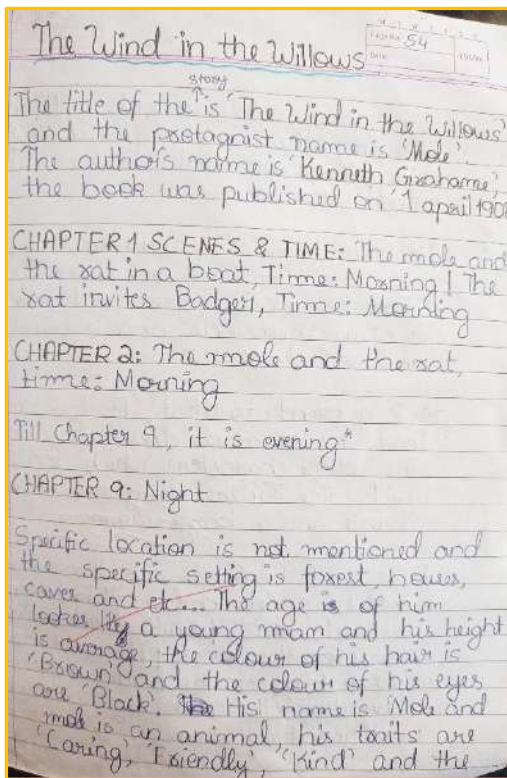 54
The Wind in the Willows
story
The title of the ↑ is 'The Wind in the Willows'
and the protagnist name is 'Mole'.
The author's name is 'Kenneth Grahame',
the book was published on '1 april 1908
CHAPTER 1 SCENES & TIME: The mole and
the rat in a boat, Time: Morning | The
rat invites Badger, Time: Morning
CHAPTER 2: The mole and the rat,
time: Morning
Till Chapter 9, it is evening*
CHAPTER 9: Night
Specific location is not mentioned and
the specific setting is forest, houses,
caves and etc... The age is of him
lookes like a young mam and his height
is average, the colour of his hair is
'Brown' and the colour of his eyes
are 'Black'. His name is Mole and
mole is an animal, his traits are
'Caring', 'Friendly', 'Kind' and the